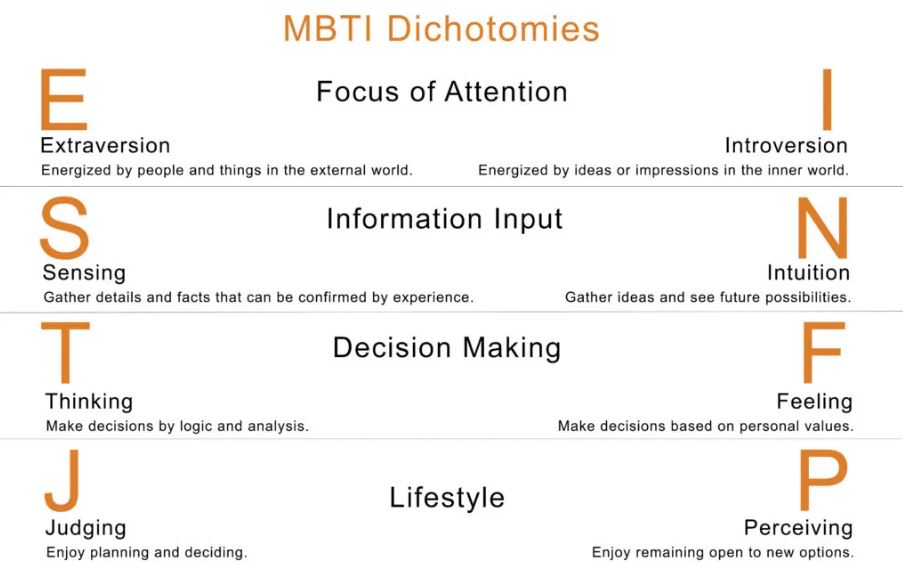 MBTI Dichotomies
E
Focus of Attention
I
Extraversion
Introversion
Energized by people and things in the external world.
Energized by ideas or impressions in the inner world.
S
Information Input
N
Sensing
Intuition
Gather details and facts that can be confirmed by experience.
Gather ideas and see future possibilities.
T
Decision Making
F
Thinking
Feeling
Make decisions by logic and analysis.
Make decisions based on personal values.
J
Lifestyle
P
Judging
Perceiving
Enjoy planning and deciding.
Enjoy remaining open to new options.